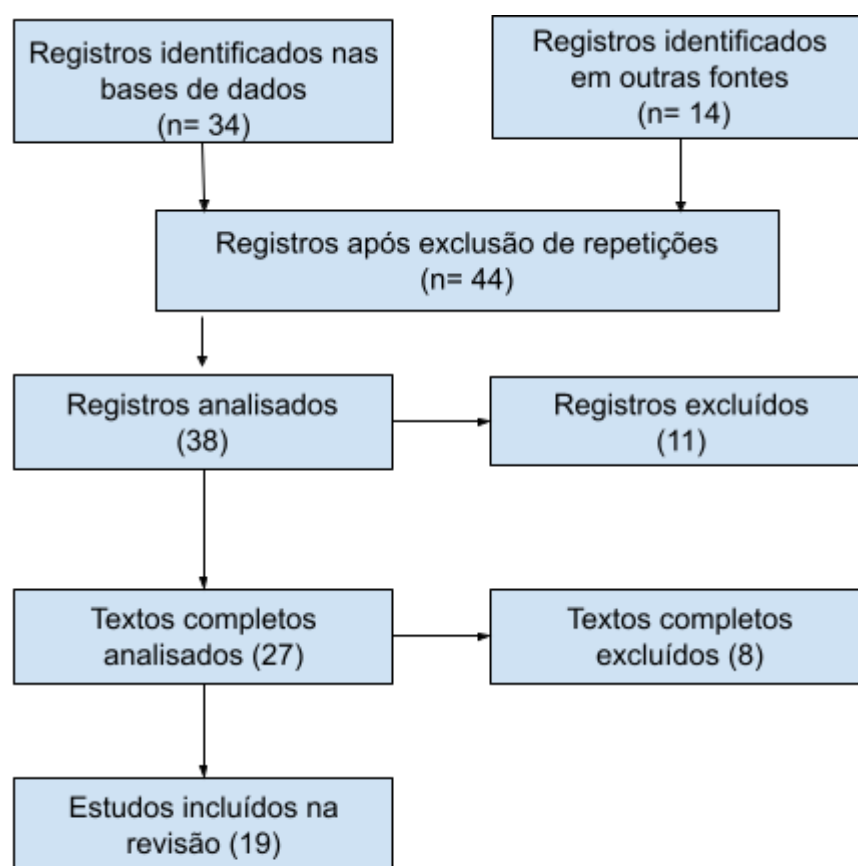 Registros identificados nas
bases de dados
(n= 34)
Registros identificados
em outras fontes
(n= 14)
Registros após exclusão de repetições
(n= 44)
Registros analisados
(38)
Registros excluídos
(11)
Textos completos
analisados (27)
Textos completos
excluídos (8)
Estudos incluídos na
revisão (19)